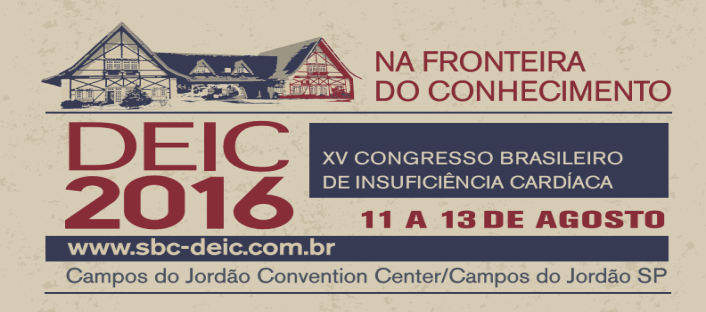 NA FRONTEIRA
DO CONHECIMENTO
DEIC
2016
XV CONGRESSO BRASILEIRO
DE INSUFICIÊNCIA CARDÍACA
11 A 13 DE AGOSTO
www.sbc-deic.com.br
Campos do Jordão Convention Center/Campos do Jordão SP